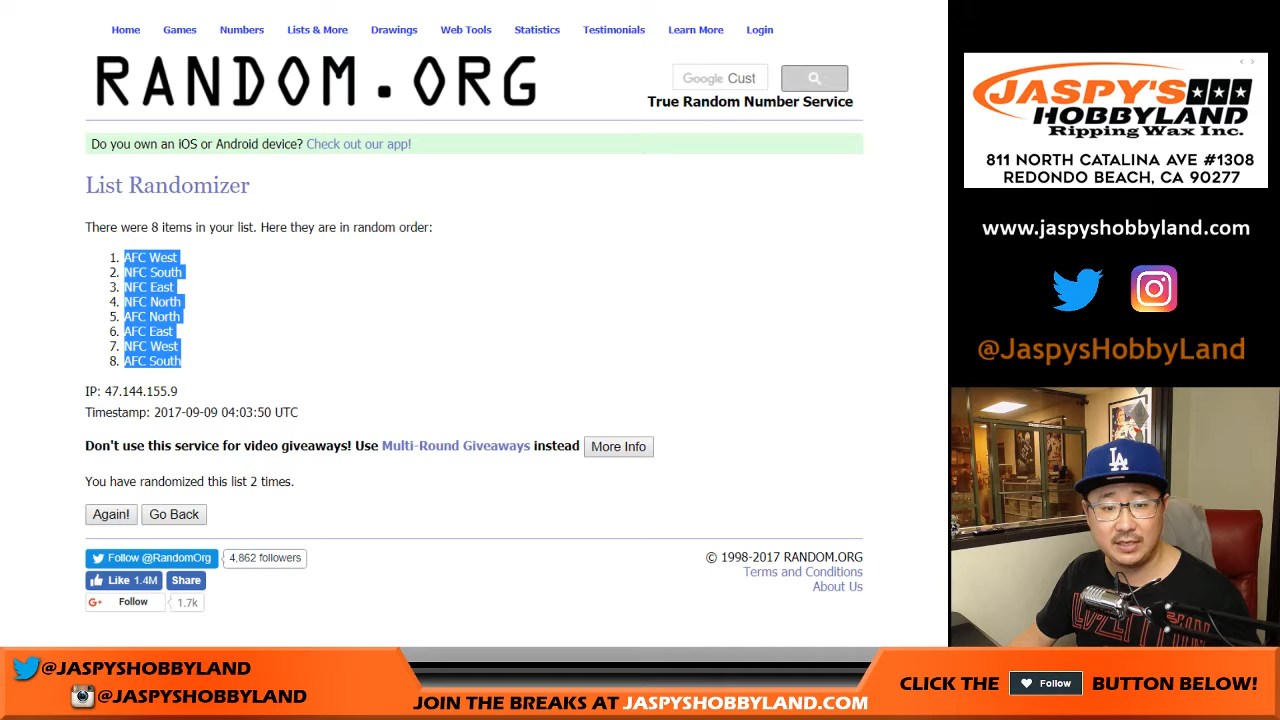 Home Games Numbers Lists & More Drawings Web Tools Statistics Testimonials Learn More Login
RANDOM.ORG
Google Cust
True Random Number Service
Do you own an iOS or Android device? Check out our app!
List Randomizer
There were 8 items in your list. Here they are in random order:
1. AFC West
2. NFC South
3. NFC East
4. NFC North
5. AFC North
6. AFC East
7. NFC West
8. AFC South
IP: 47.144.155.9
Timestamp: 2017-09-09 04:03:50 UTC
Don't use this service for video giveaways! Use Multi-Round Giveaways instead More Info
You have randomized this list 2 times.
Again! Go Back
Follow @RandomOrg 4,862 followers
Like 1.4M Share
G+ Follow 1.7k
© 1998-2017 RANDOM.ORG
Terms and Conditions
About Us
JASPY'S
HOBBYLAND
Ripping Wax Inc.
811 NORTH CATALINA AVE #1308
REDONDO BEACH, CA 90277
www.jaspyshobbyland.com
@JaspysHobbyLand
LA
LED ZEPPELIN
@JASPYSHOBBYLAND
@JASPYSHOBBYLAND
JOIN THE BREAKS AT JASPYSHOBBYLAND.COM
CLICK THE Follow BUTTON BELOW!